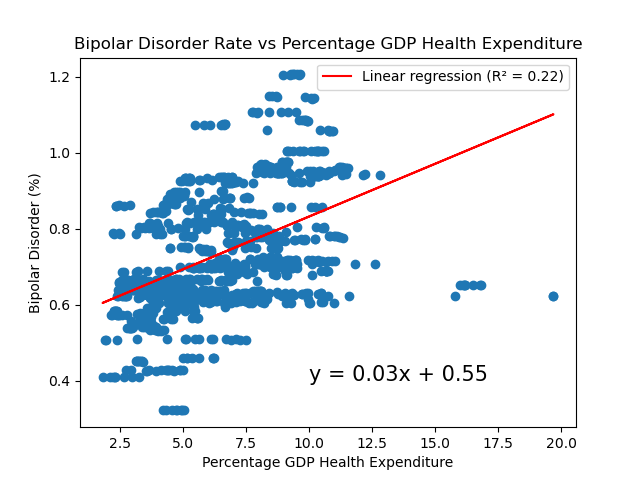 Bipolar Disorder Rate vs Percentage GDP Health Expenditure
Linear regression (R² = 0.22)
Bipolar Disorder (%)
1.2
1.0
0.8
0.6
0.4
y = 0.03x + 0.55
2.5 5.0 7.5 10.0 12.5 15.0 17.5 20.0
Percentage GDP Health Expenditure